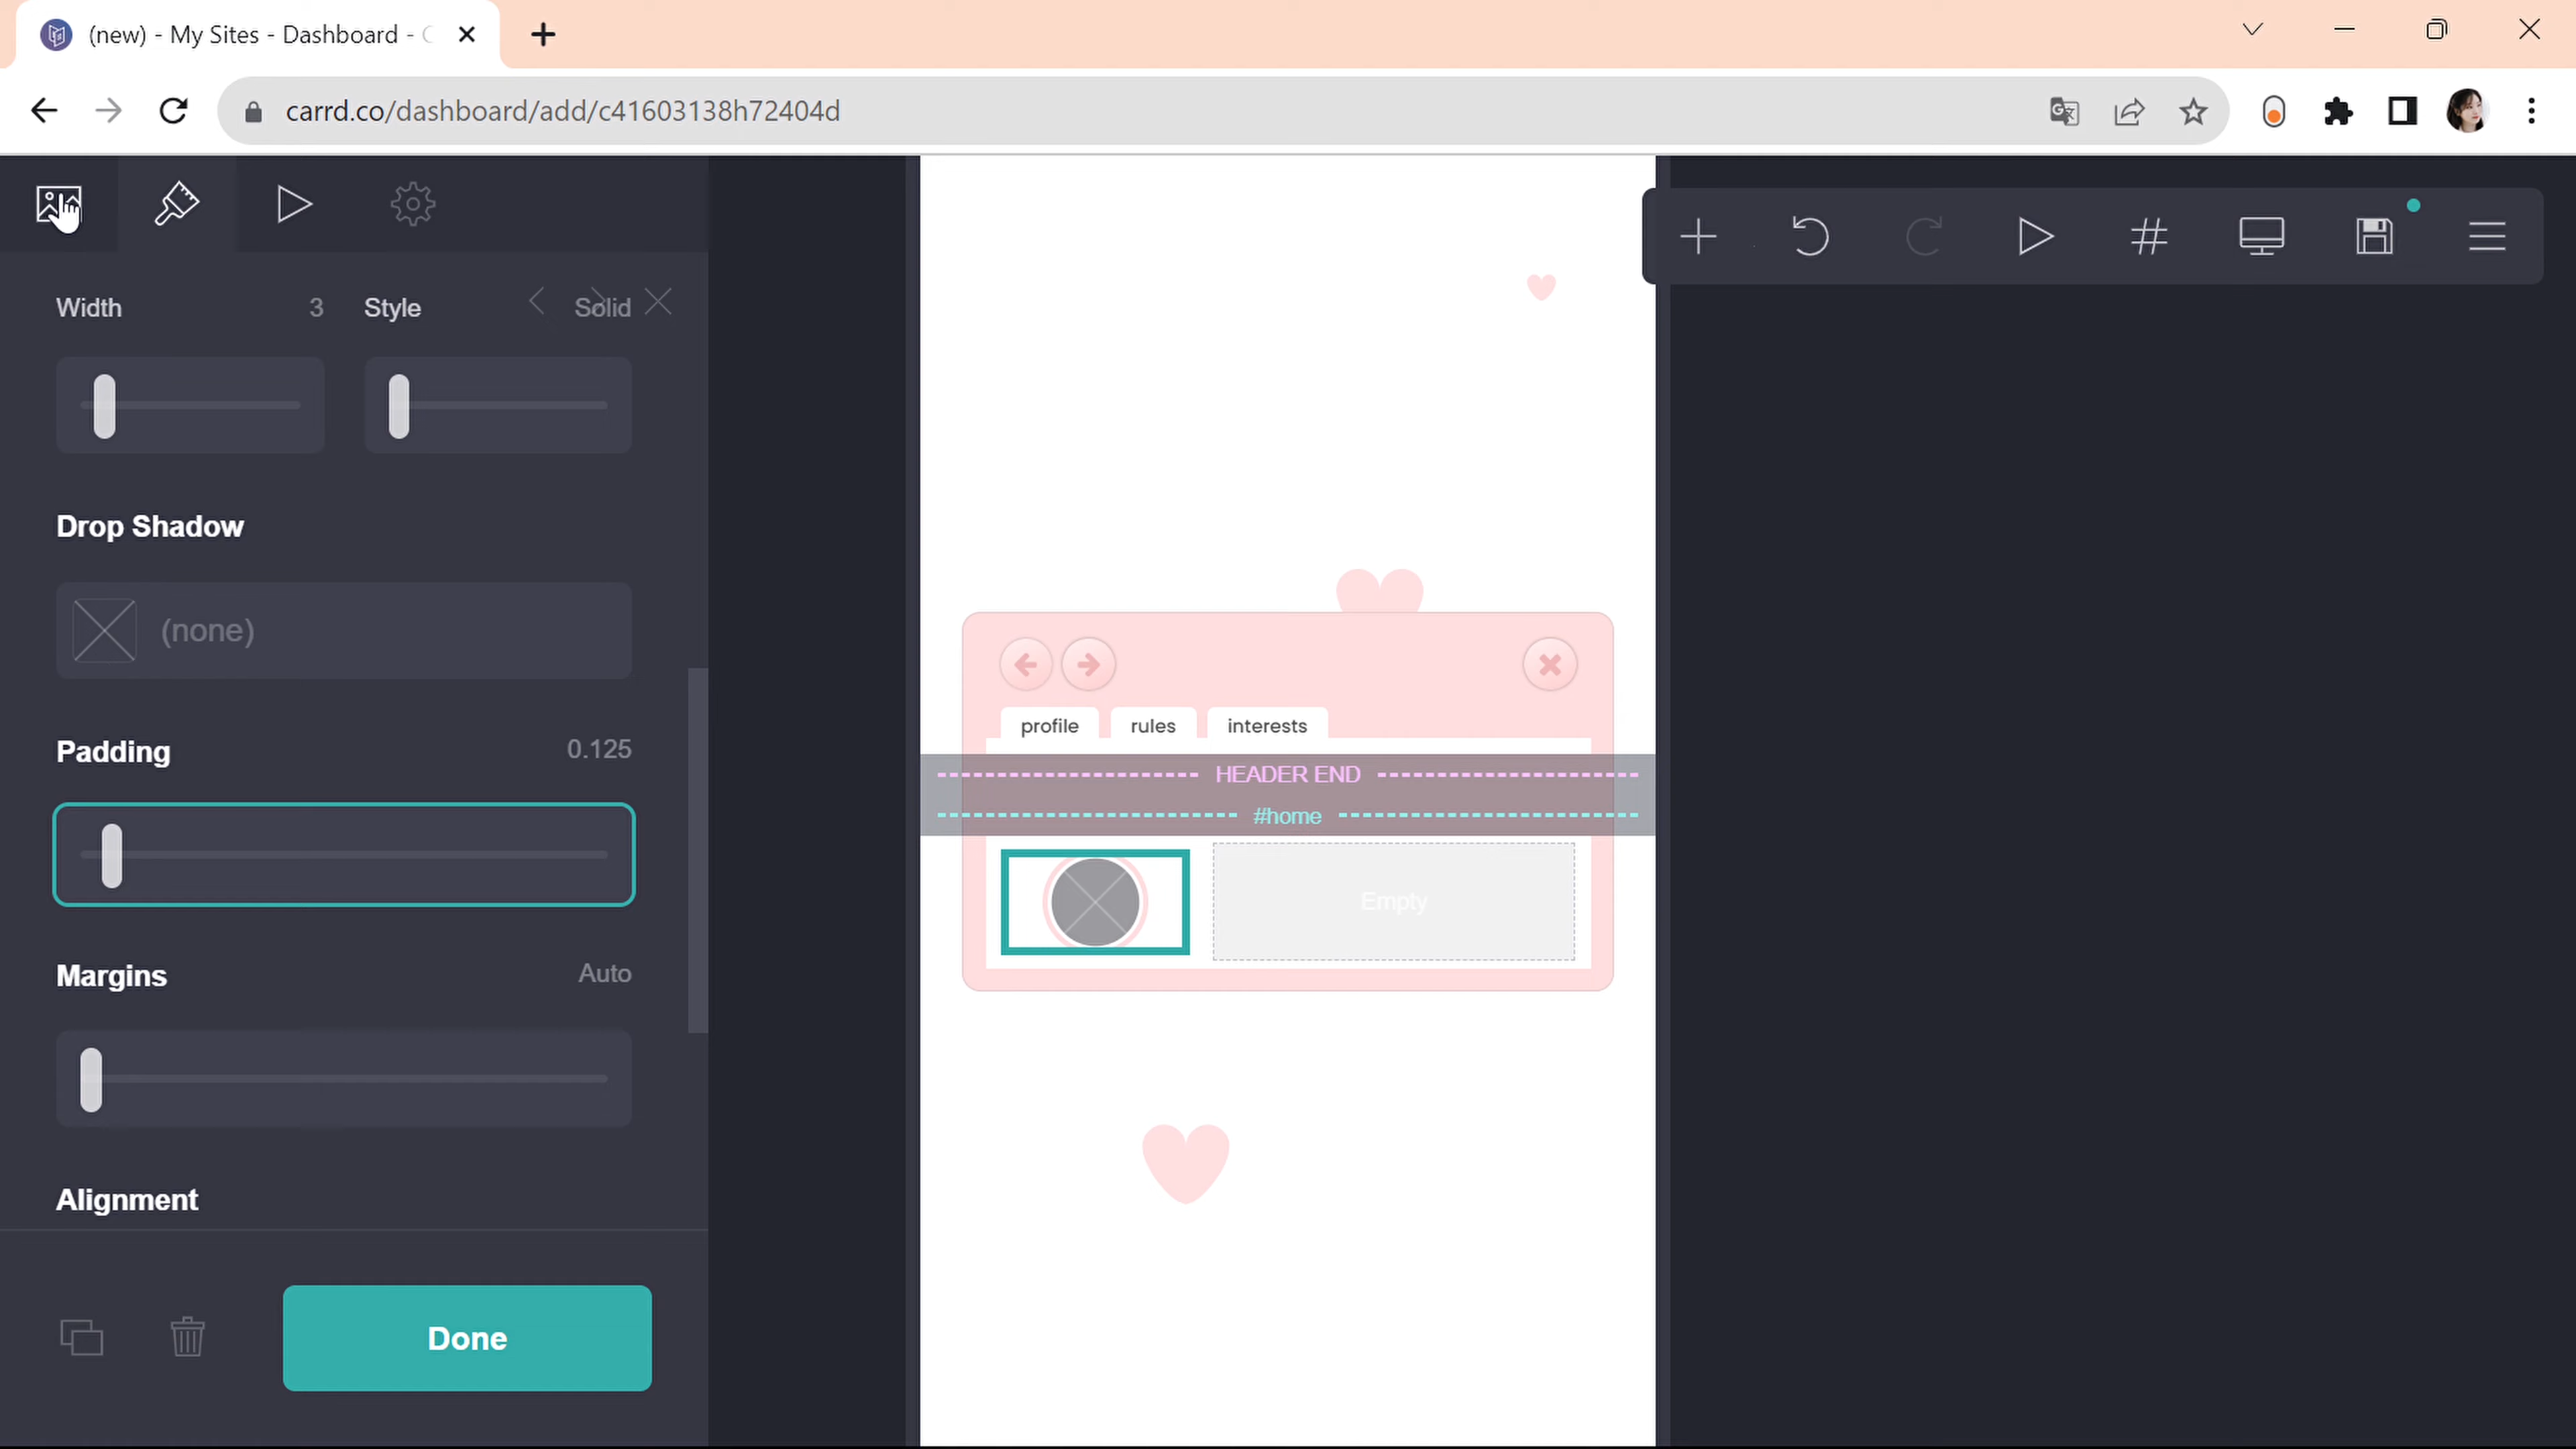 (new) - My Sites - Dashboard - C
carrd.co/dashboard/add/c41603138h72404d
Width 3 Style Solid
Drop Shadow
(none)
Padding 0.125
Margins Auto
Alignment
Done
profile rules interests
HEADER END
#home
Empty